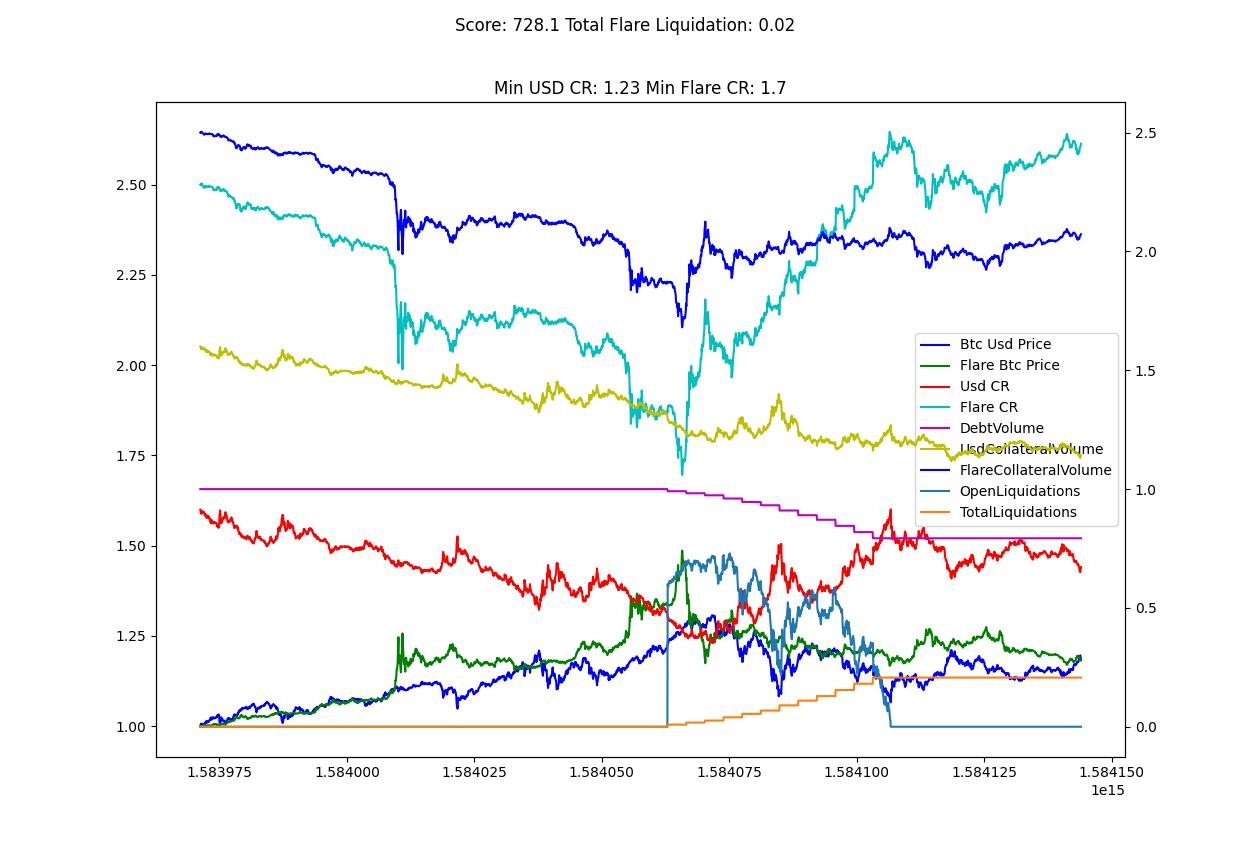 Score: 728.1 Total Flare Liquidation: 0.02
Min USD CR: 1.23 Min Flare CR: 1.7
2.50
2.25
2.00
1.75
1.50
1.25
1.00
2.5
2.0
1.5
1.0
0.5
0.0
Btc Usd Price
Flare Btc Price
Usd CR
Flare CR
DebtVolume
UsdCollateralVolume
FlareCollateralVolume
OpenLiquidations
TotalLiquidations
1.583975 1.584000 1.584025 1.584050 1.584075 1.584100 1.584125 1.584150
1e15